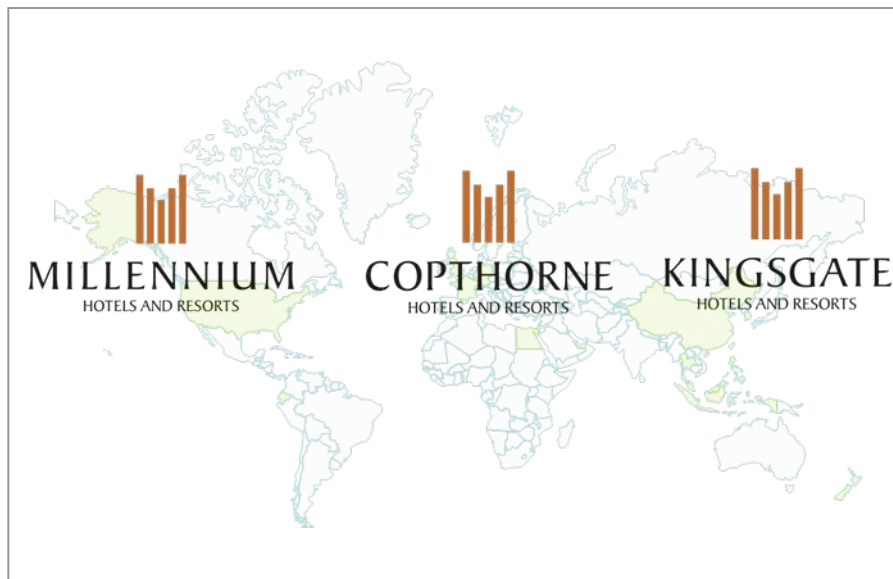 MILLENNIUM
HOTELS AND RESORTS
COPTHORNE
HOTELS AND RESORTS
KINGSGATE
HOTELS AND RESORTS